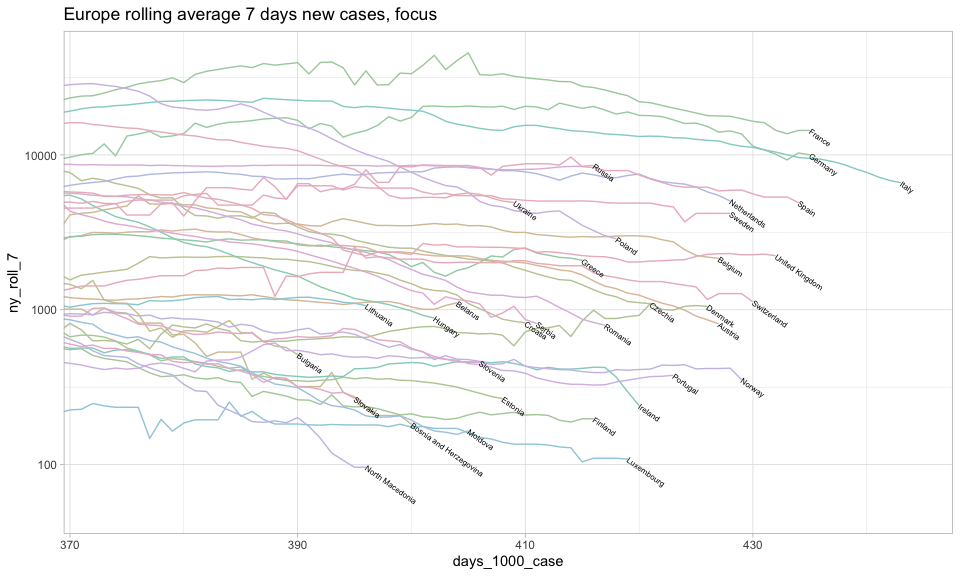 Europe rolling average 7 days new cases, focus
ny_roll_7
10000
1000
100
France
Germany
Italy
Russia
Ukraine
Netherlands
Sweden
Spain
Poland
Belgium
United Kingdom
Greece
Switzerland
Lithuania
Belarus
Hungary
Serbia
Croatia
Romania
Czechia
Denmark
Austria
Bulgaria
Slovenia
Portugal
Norway
Slovakia
Estonia
Ireland
Finland
Bosnia and Herzegovina
Moldova
Luxembourg
North Macedonia
370
390
410
430
days_1000_case